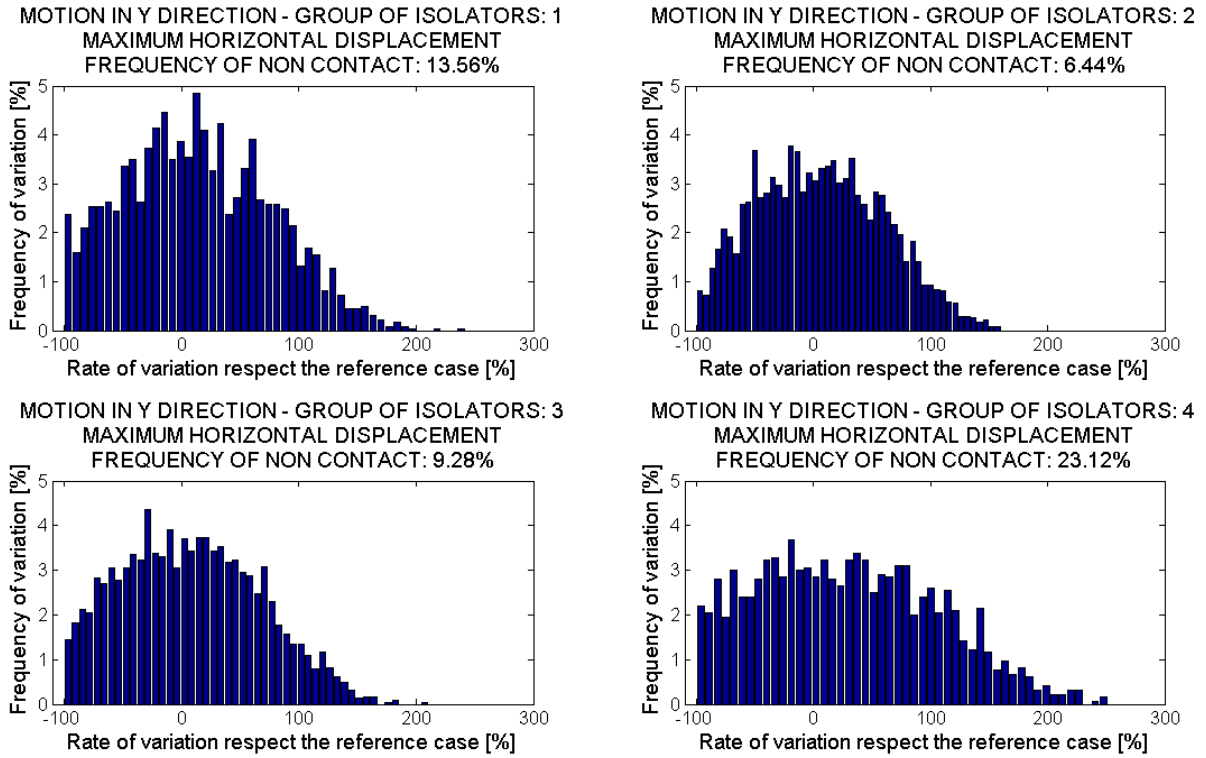 MOTION IN Y DIRECTION - GROUP OF ISOLATORS: 1
MAXIMUM HORIZONTAL DISPLACEMENT
FREQUENCY OF NON CONTACT: 13.56%
Frequency of variation [%]
5
4
3
2
1
0
-100
0
100
200
300
Rate of variation respect the reference case [%]
MOTION IN Y DIRECTION - GROUP OF ISOLATORS: 2
MAXIMUM HORIZONTAL DISPLACEMENT
FREQUENCY OF NON CONTACT: 6.44%
Frequency of variation [%]
5
4
3
2
1
0
-100
0
100
200
300
Rate of variation respect the reference case [%]
MOTION IN Y DIRECTION - GROUP OF ISOLATORS: 3
MAXIMUM HORIZONTAL DISPLACEMENT
FREQUENCY OF NON CONTACT: 9.28%
Frequency of variation [%]
5
4
3
2
1
0
-100
0
100
200
300
Rate of variation respect the reference case [%]
MOTION IN Y DIRECTION - GROUP OF ISOLATORS: 4
MAXIMUM HORIZONTAL DISPLACEMENT
FREQUENCY OF NON CONTACT: 23.12%
Frequency of variation [%]
5
4
3
2
1
0
-100
0
100
200
300
Rate of variation respect the reference case [%]